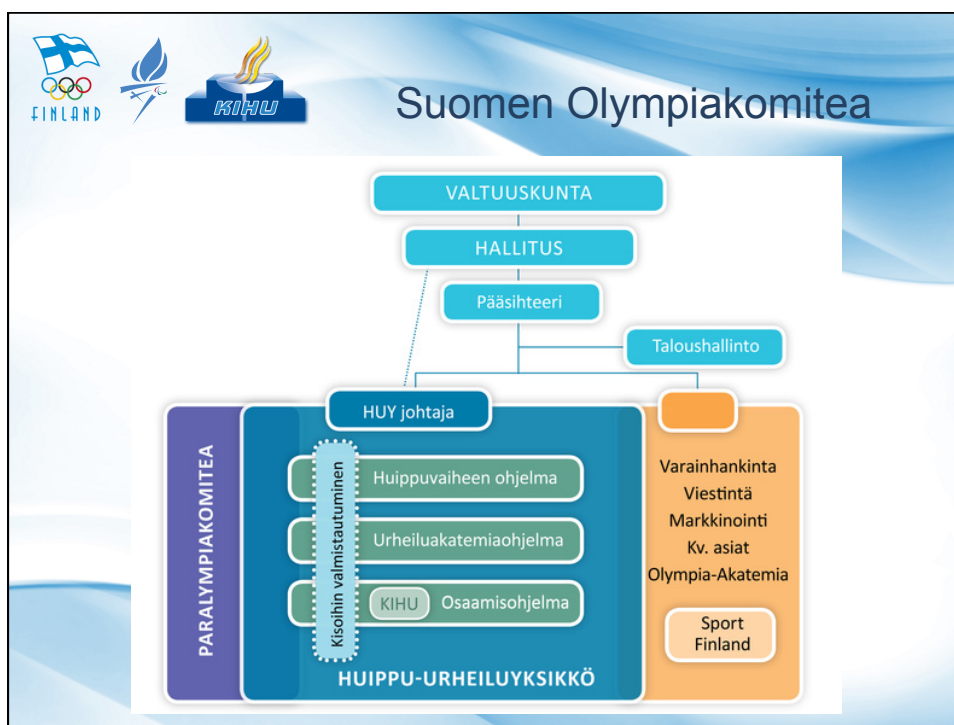 FINLAND
KIHU
Suomen Olympiakomitea
VALTUUSKUNTA
HALLITUS
Pääsihteeri
Taloushallinto
HUY johtaja
PARALYMPIAKOMITEA
Kisoihin valmistautuminen
Huippuvaiheen ohjelma
Urheiluakatemiaohjelma
KIHU Osaamisohjelma
HUIPPU-URHEILUYKSIKKÖ
Varainhankinta
Viestintä
Markkinointi
Kv. asiat
Olympia-Akatemia
Sport
Finland